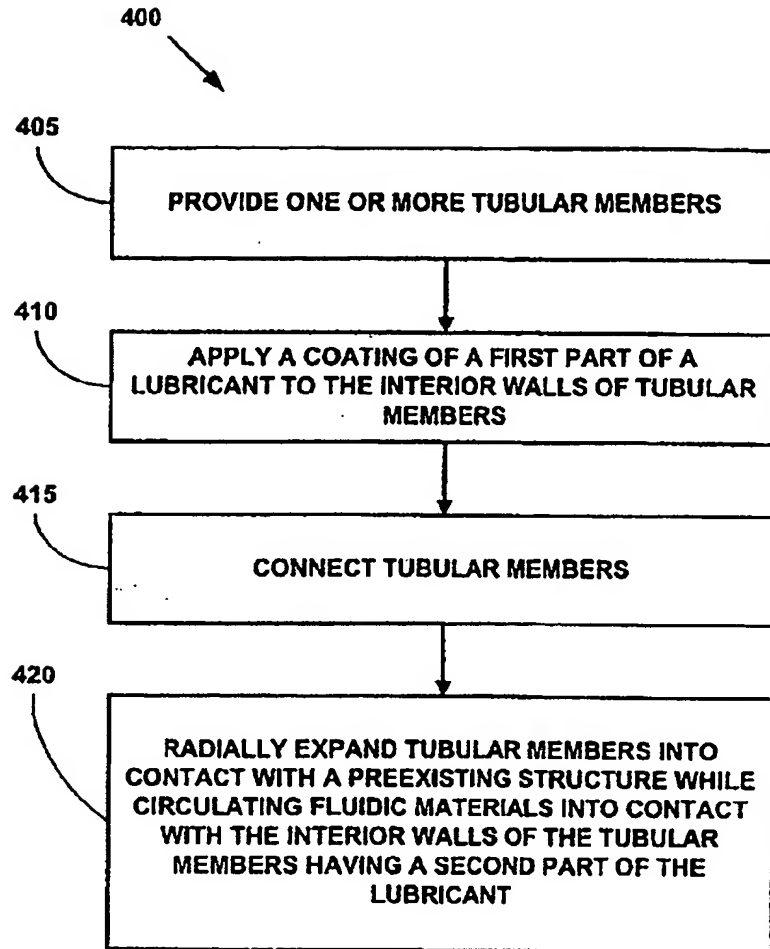 400
405
PROVIDE ONE OR MORE TUBULAR MEMBERS
410
APPLY A COATING OF A FIRST PART OF A
LUBRICANT TO THE INTERIOR WALLS OF TUBULAR
MEMBERS
415
CONNECT TUBULAR MEMBERS
420
RADIALLY EXPAND TUBULAR MEMBERS INTO
CONTACT WITH A PREEXISTING STRUCTURE WHILE
CIRCULATING FLUIDIC MATERIALS INTO CONTACT
WITH THE INTERIOR WALLS OF THE TUBULAR
MEMBERS HAVING A SECOND PART OF THE
LUBRICANT